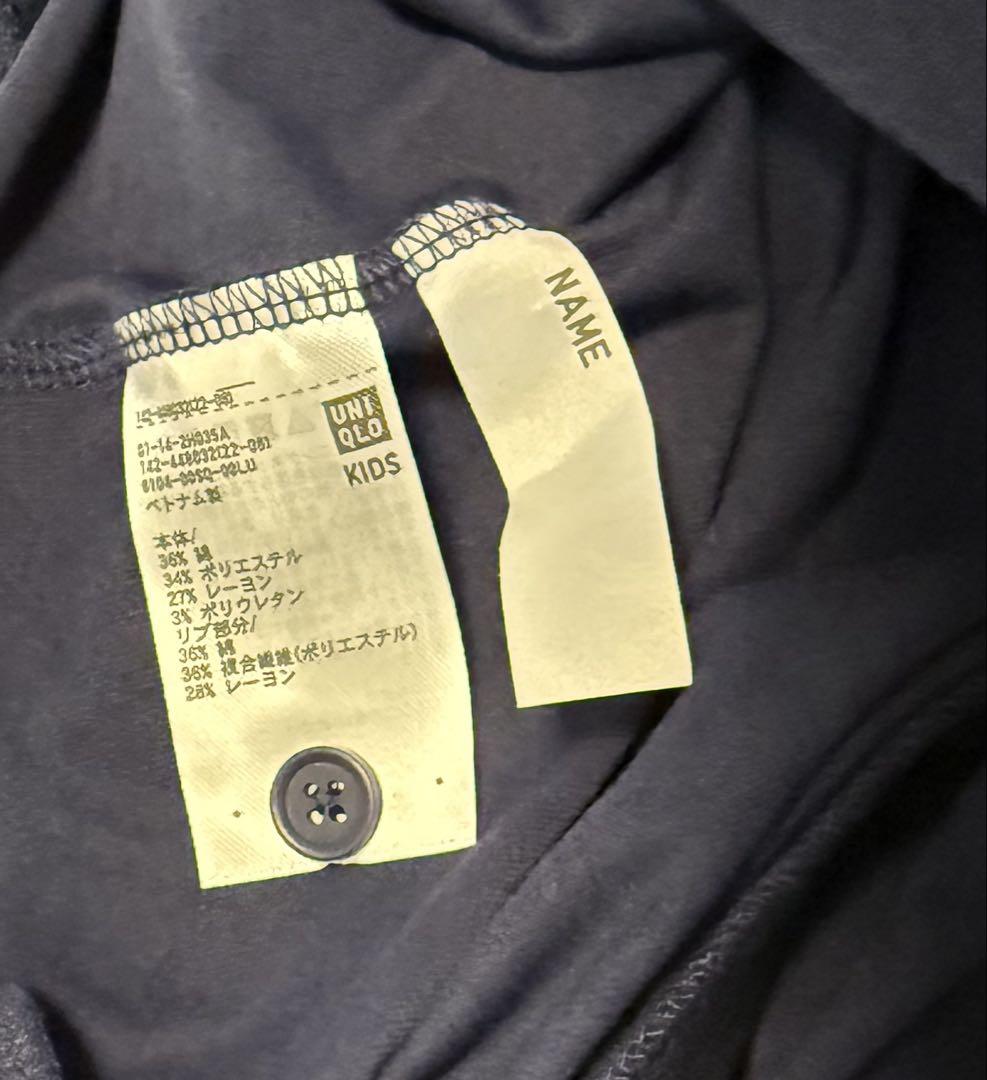 UNI
QLO
KIDS
ベトナム製
本体/
36% 綿
34% ポリエステル
27% レーヨン
3% ポリウレタン
リブ部分/
36% 綿
36% 複合繊維(ポリエステル)
28% レーヨン
NAME